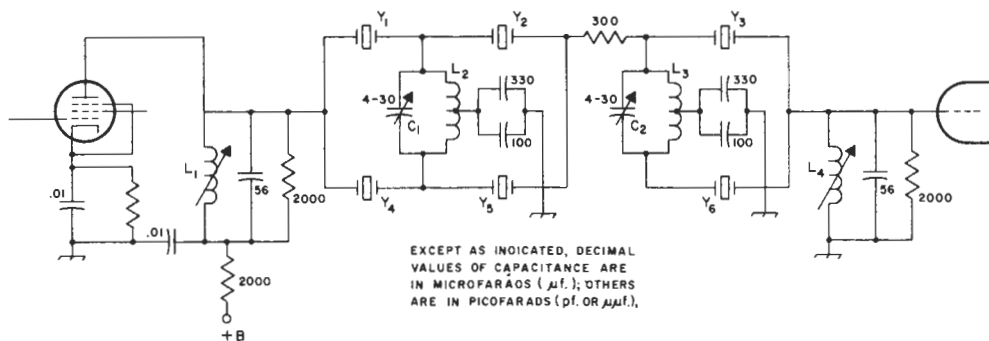 Y1
Y2
300
Y3
L2
330
4-30
C1
100
L3
330
4-30
C2
100
L1
56
2000
.01
.01
Y4
Y5
Y6
L4
56
2000
2000
+B
EXCEPT AS INDICATED, DECIMAL
VALUES OF CAPACITANCE ARE
IN MICROFARADS (μf.); OTHERS
ARE IN PICOFARADS (pf. OR μμf.),